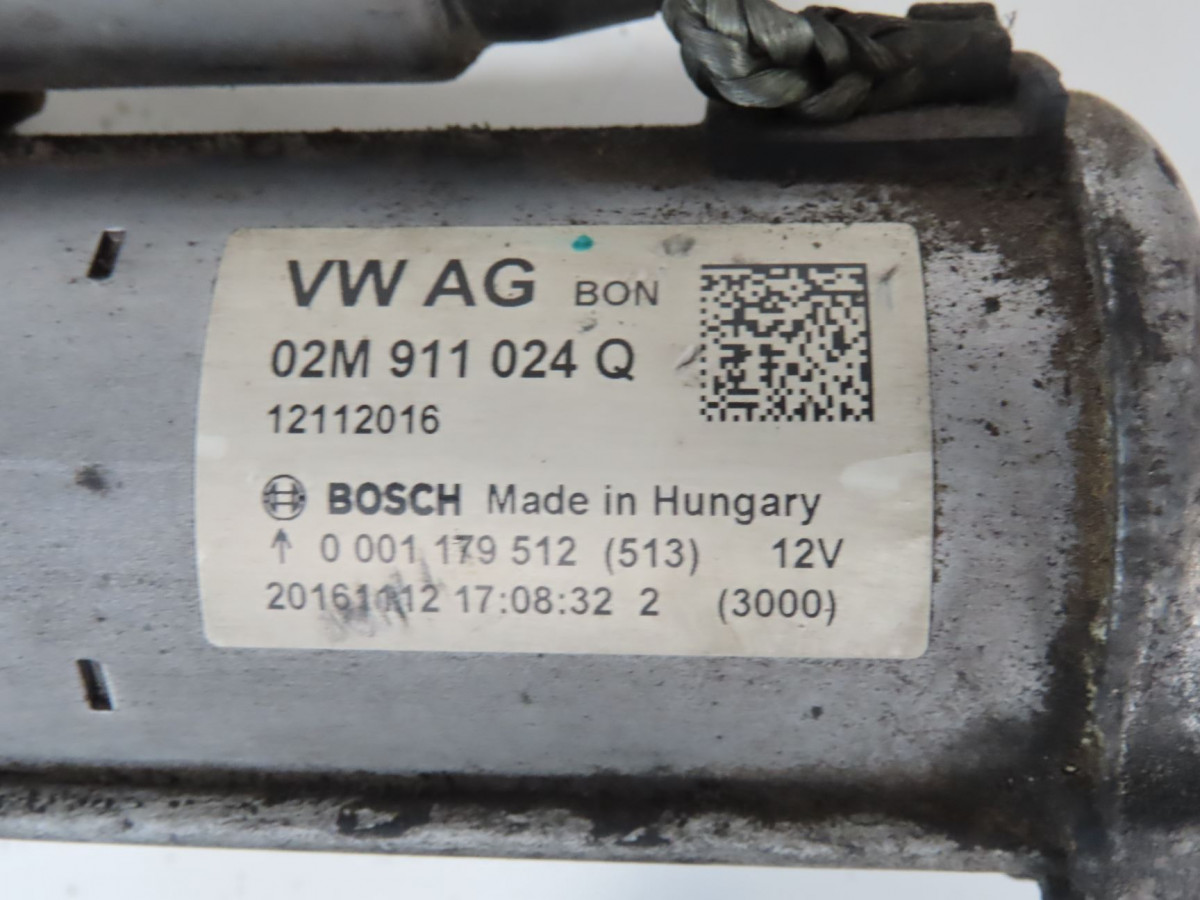 VW AG BON
02M 911 024 Q
12112016
BOSCH Made in Hungary
↑ 0 001 179 512 (513) 12V
20161112 17:08:32 2 (3000)